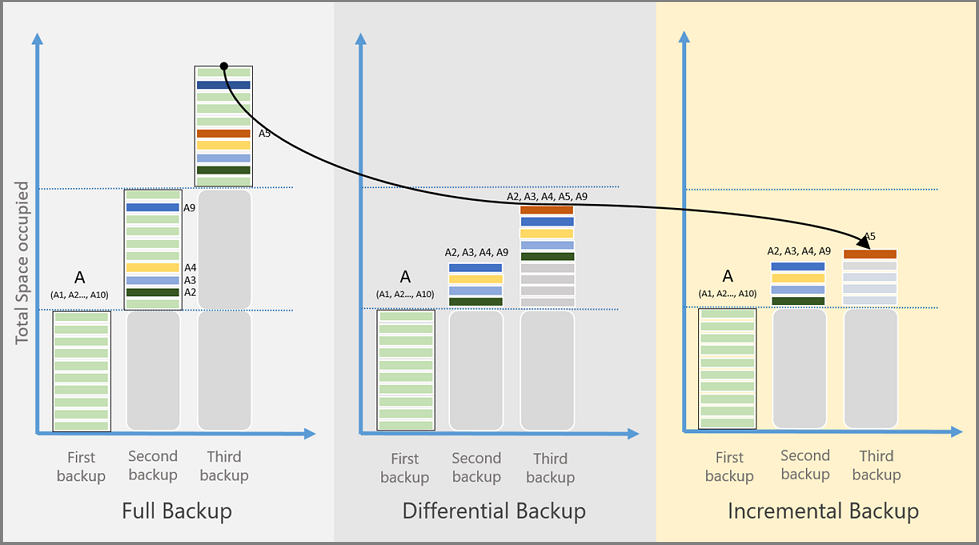 Total Space occupied
A
(A1, A2..., A10)
A9
A4
A3
A2
A5
First
backup
Second
backup
Third
backup
Full Backup
A
(A1, A2..., A10)
A2, A3, A4, A9
A2, A3, A4, A5, A9
First
backup
Second
backup
Third
backup
Differential Backup
A
(A1, A2..., A10)
A2, A3, A4, A9
A5
First
backup
Second
backup
Third
backup
Incremental Backup